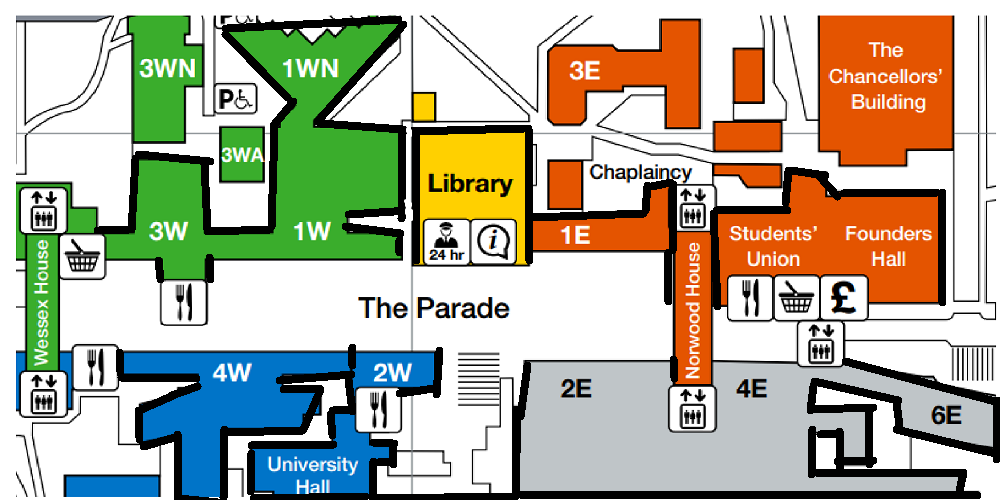 3WN
1WN
3E
The
Chancellors'
Building
P
3WA
Library
Chaplaincy
3W
1W
24 hr
i
1E
Students'
Union
Founders
Hall
£
Wessex House
Norwood House
The Parade
4W
2W
2E
4E
6E
University
Hall